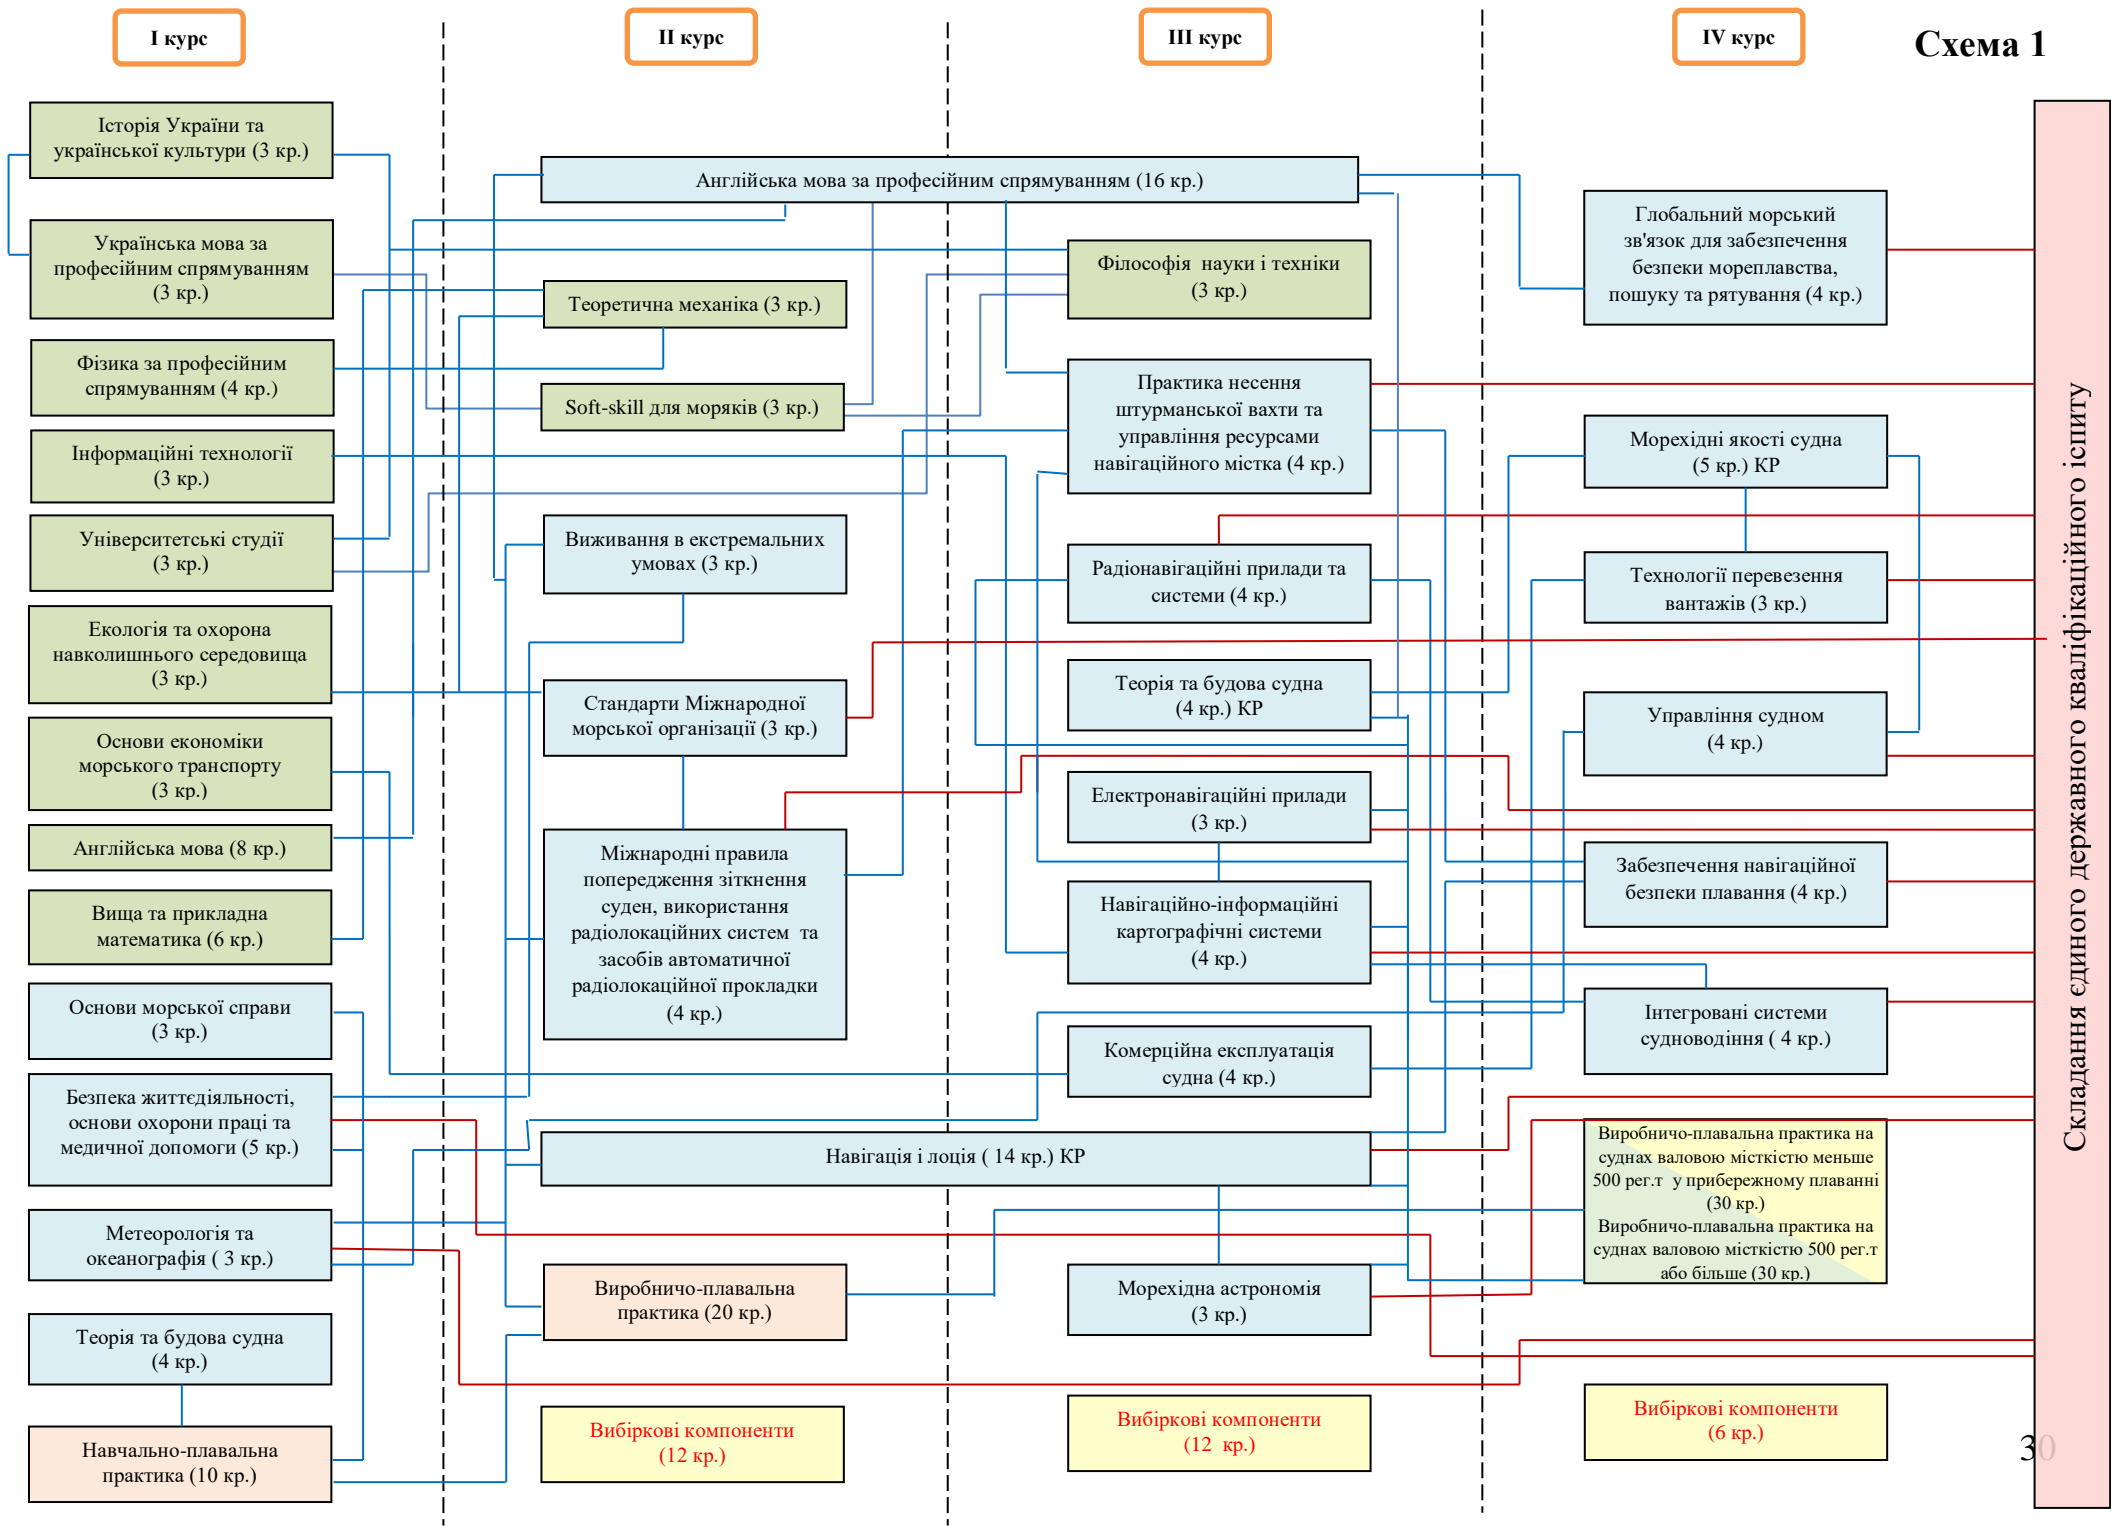 І курс
ІІ курс
ІІІ курс
IV курс
Схема 1
Історія України та
української культури (3 кр.)
Українська мова за
професійним спрямуванням
(3 кр.)
Фізика за професійним
спрямуванням (4 кр.)
Інформаційні технології
(3 кр.)
Університетські студії
(3 кр.)
Екологія та охорона
навколишнього середовища
(3 кр.)
Основи економіки
морського транспорту
(3 кр.)
Англійська мова (8 кр.)
Вища та прикладна
математика (6 кр.)
Основи морської справи
(3 кр.)
Безпека життєдіяльності,
основи охорони праці та
медичної допомоги (5 кр.)
Метеорологія та
океанографія ( 3 кр.)
Теорія та будова судна
(4 кр.)
Навчально-плавальна
практика (10 кр.)
Англійська мова за професійним спрямуванням (16 кр.)
Теоретична механіка (3 кр.)
Soft-skill для моряків (3 кр.)
Виживання в екстремальних
умовах (3 кр.)
Стандарти Міжнародної
морської організації (3 кр.)
Міжнародні правила
попередження зіткнення
суден, використання
радіолокаційних систем та
засобів автоматичної
радіолокаційної прокладки
(4 кр.)
Навігація і лоція ( 14 кр.) КР
Виробничо-плавальна
практика (20 кр.)
Вибіркові компоненти
(12 кр.)
Філософія науки і техніки
(3 кр.)
Практика несення
штурманської вахти та
управління ресурсами
навігаційного містка (4 кр.)
Радіонавігаційні прилади та
системи (4 кр.)
Теорія та будова судна
(4 кр.) КР
Електронавігаційні прилади
(3 кр.)
Навігаційно-інформаційні
картографічні системи
(4 кр.)
Комерційна експлуатація
судна (4 кр.)
Морехідна астрономія
(3 кр.)
Вибіркові компоненти
(12 кр.)
Глобальний морський
зв'язок для забезпечення
безпеки мореплавства,
пошуку та рятування (4 кр.)
Морехідні якості судна
(5 кр.) КР
Технології перевезення
вантажів (3 кр.)
Управління судном
(4 кр.)
Забезпечення навігаційної
безпеки плавання (4 кр.)
Інтегровані системи
судноводіння ( 4 кр.)
Виробничо-плавальна практика на
суднах валовою місткістю меньше
500 рег.т у прибережному плаванні
(30 кр.)
Виробничо-плавальна практика на
суднах валовою місткістю 500 рег.т
або більше (30 кр.)
Вибіркові компоненти
(6 кр.)
Складання єдиного державного кваліфікаційного іспиту
30